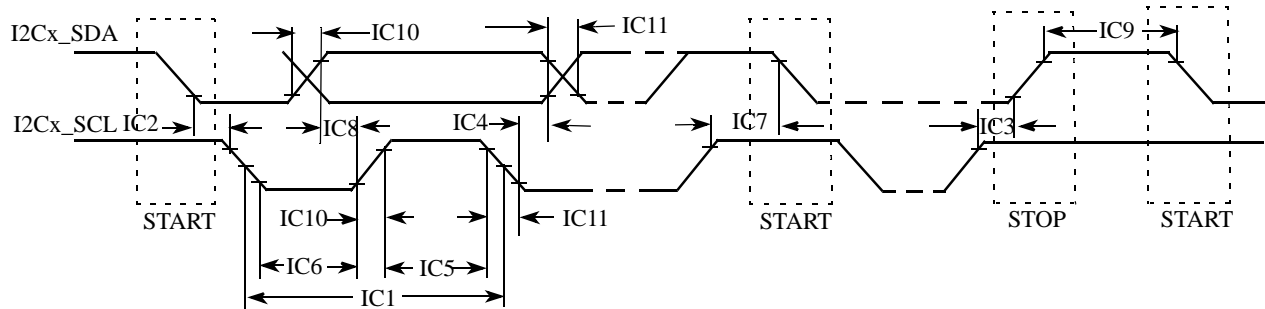 I2Cx_SDA
IC10
IC11
IC9
I2Cx_SCL
IC2
IC8
IC4
IC7
IC3
START
IC10
IC11
START
STOP
START
IC6
IC5
IC1